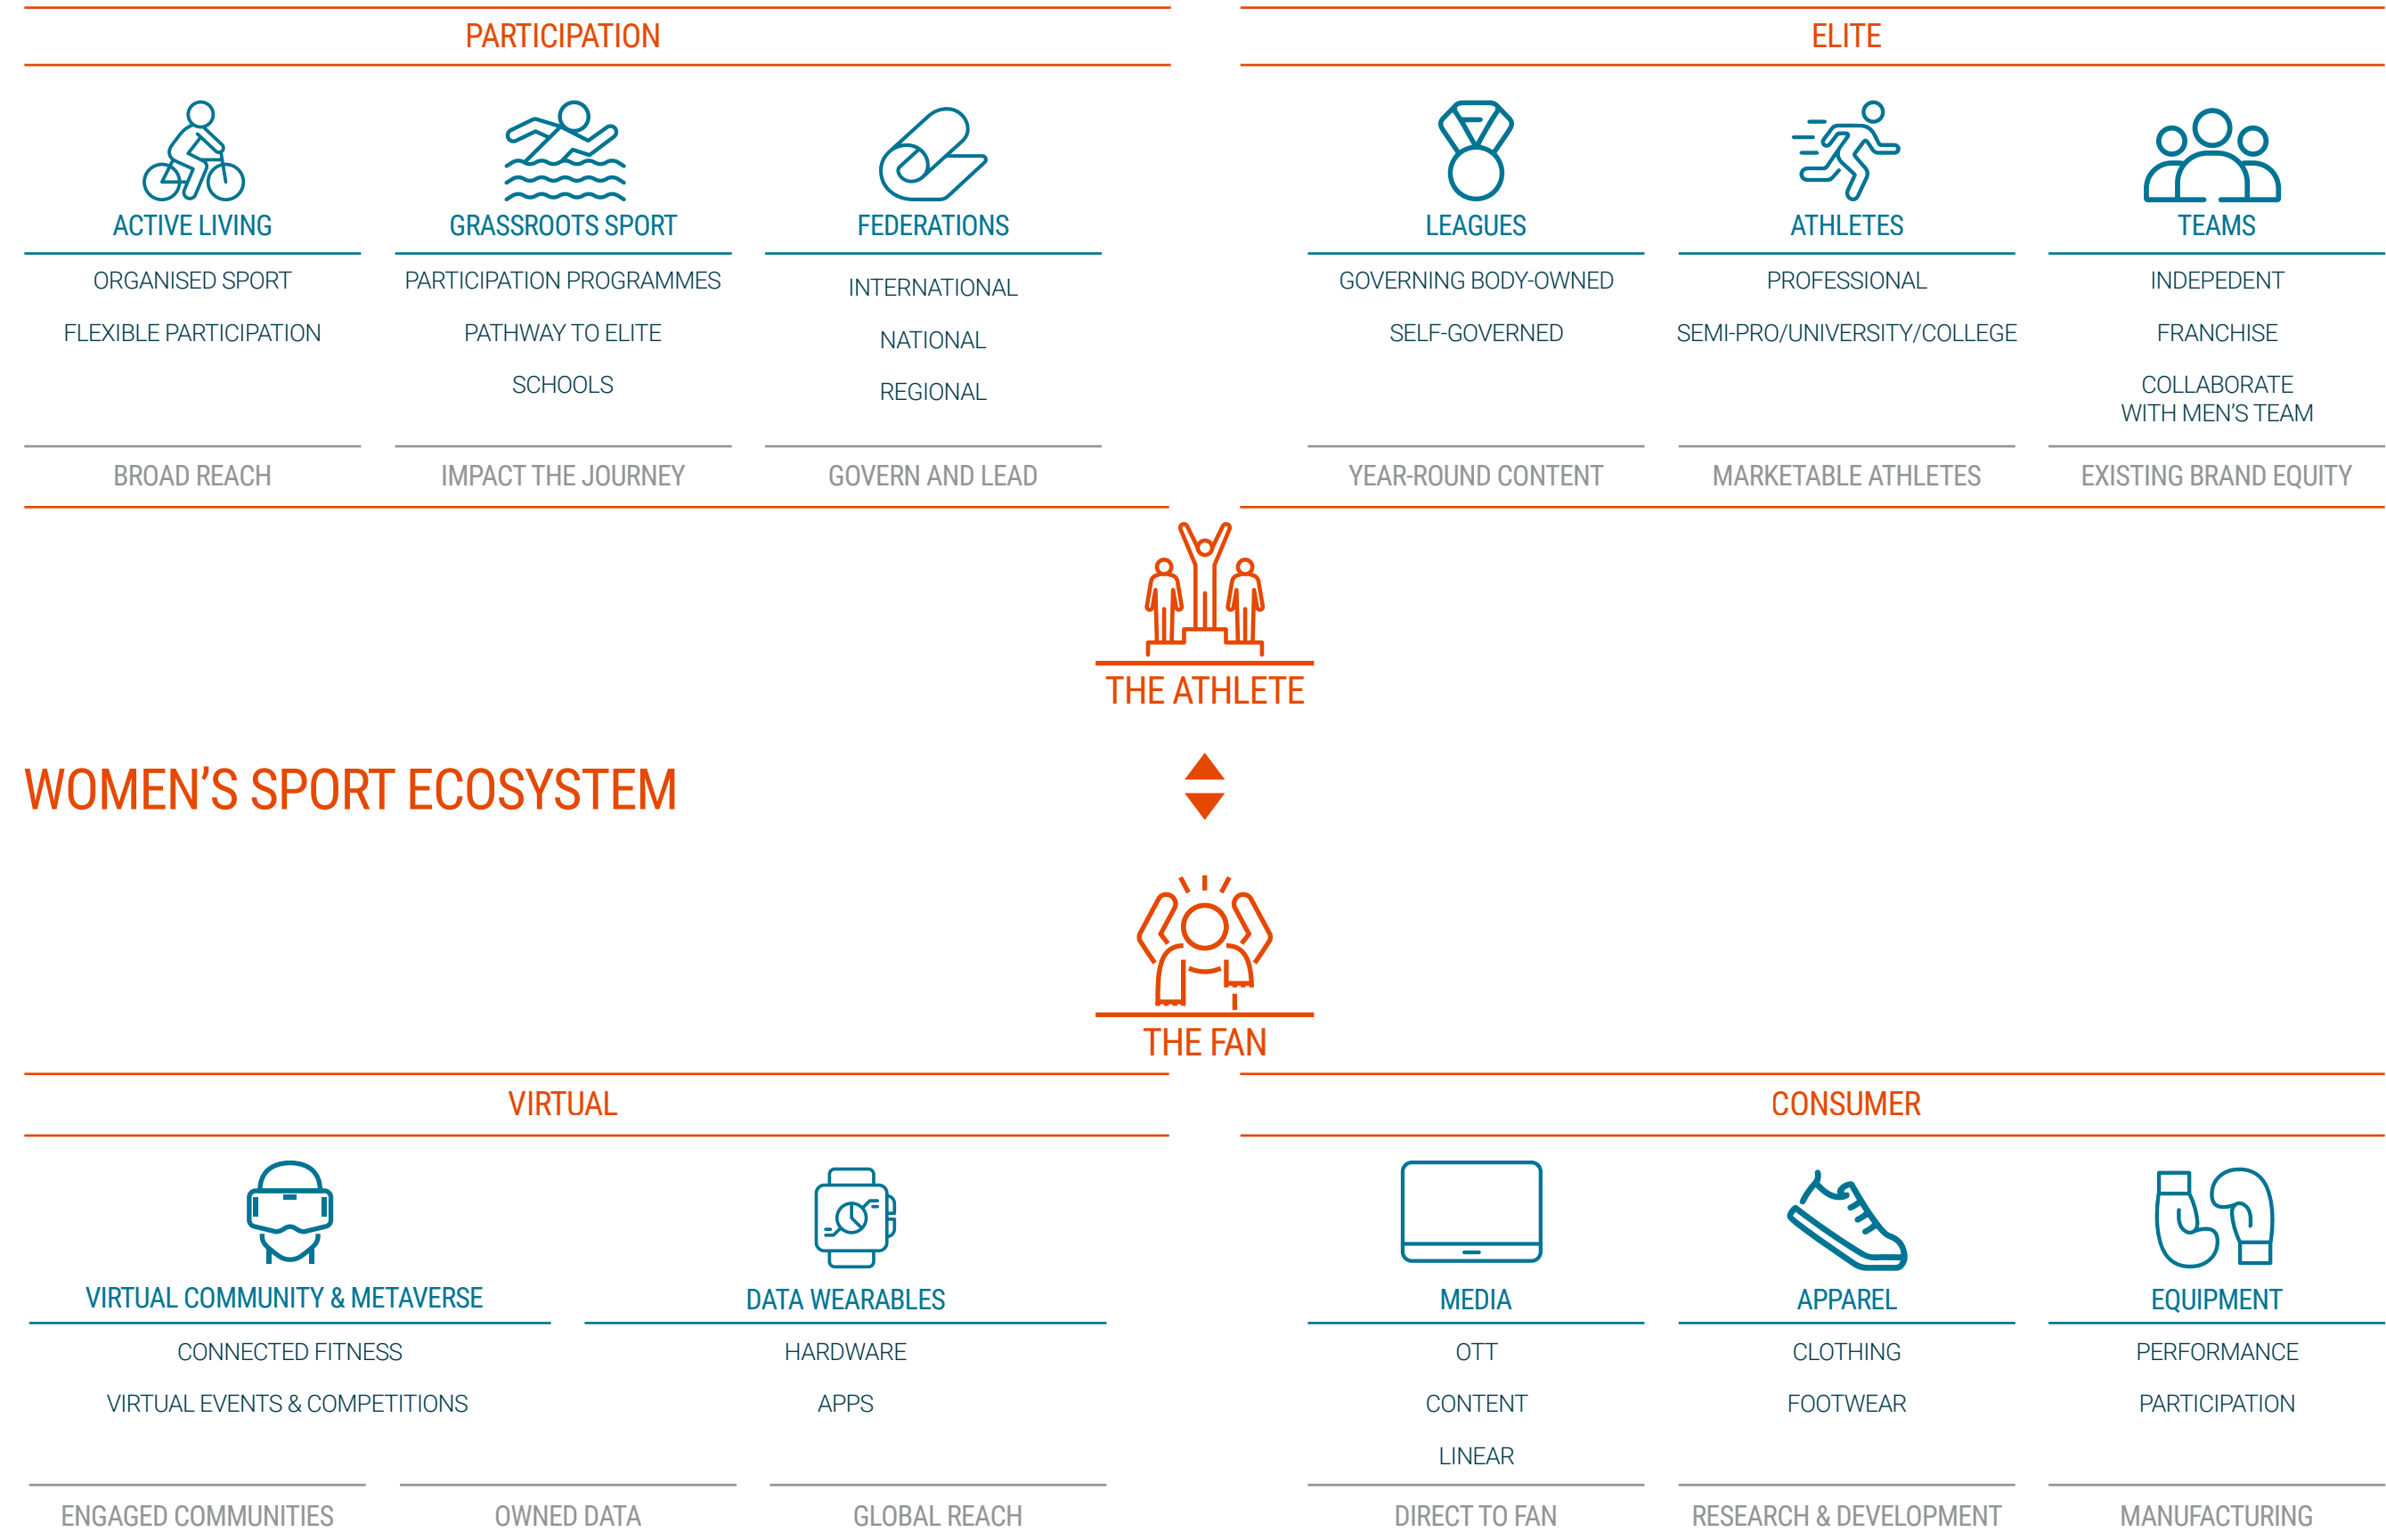 PARTICIPATION
ACTIVE LIVING
ORGANISED SPORT
FLEXIBLE PARTICIPATION
BROAD REACH
GRASSROOTS SPORT
PARTICIPATION PROGRAMMES
PATHWAY TO ELITE
SCHOOLS
IMPACT THE JOURNEY
FEDERATIONS
INTERNATIONAL
NATIONAL
REGIONAL
GOVERN AND LEAD
ELITE
LEAGUES
GOVERNING BODY-OWNED
SELF-GOVERNED
YEAR-ROUND CONTENT
ATHLETES
PROFESSIONAL
SEMI-PRO/UNIVERSITY/COLLEGE
MARKETABLE ATHLETES
TEAMS
INDEPEDENT
FRANCHISE
COLLABORATE
WITH MEN’S TEAM
EXISTING BRAND EQUITY
THE ATHLETE
WOMEN’S SPORT ECOSYSTEM
THE FAN
VIRTUAL
VIRTUAL COMMUNITY & METAVERSE
CONNECTED FITNESS
VIRTUAL EVENTS & COMPETITIONS
DATA WEARABLES
HARDWARE
APPS
ENGAGED COMMUNITIES
OWNED DATA
GLOBAL REACH
CONSUMER
MEDIA
OTT
CONTENT
LINEAR
DIRECT TO FAN
APPAREL
CLOTHING
FOOTWEAR
RESEARCH & DEVELOPMENT
EQUIPMENT
PERFORMANCE
PARTICIPATION
MANUFACTURING